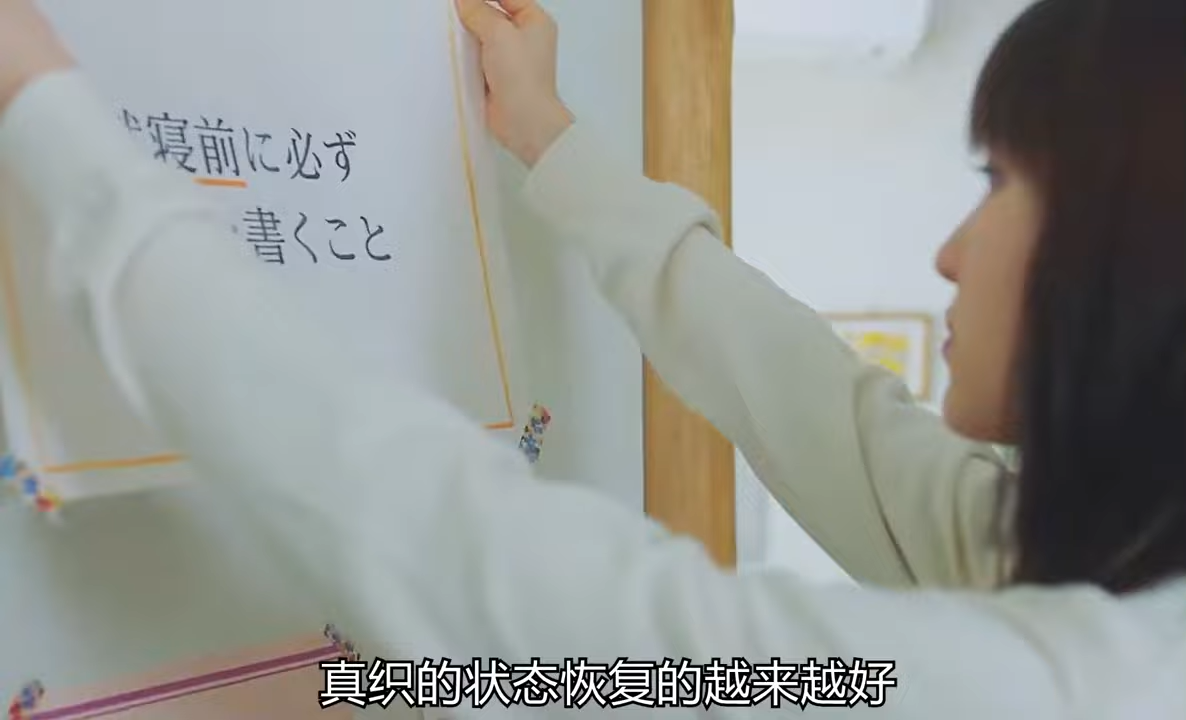 寝前に必ず
書くこと
真织的状态恢复的越来越好